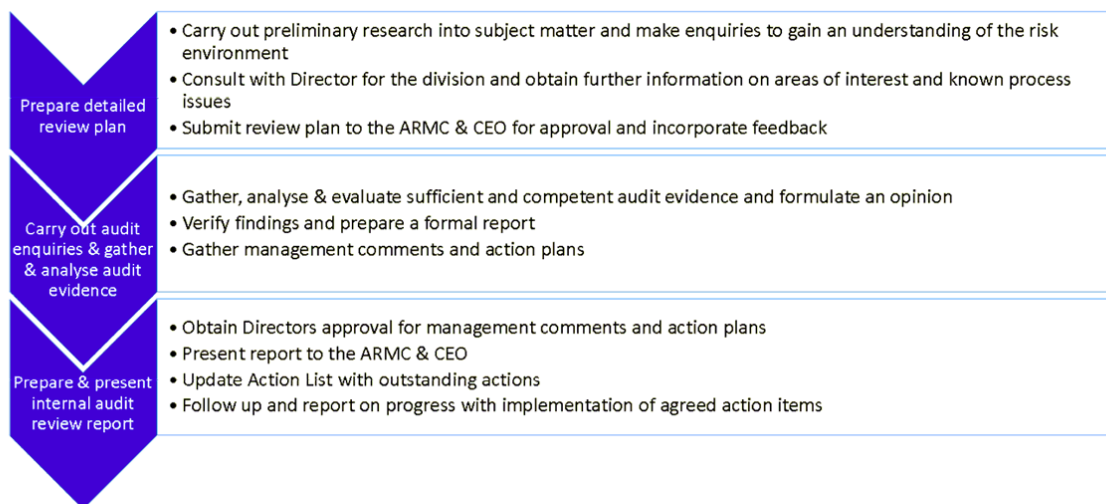 Prepare detailed
review plan
• Carry out preliminary research into subject matter and make enquiries to gain an understanding of the risk
environment
• Consult with Director for the division and obtain further information on areas of interest and known process
issues
• Submit review plan to the ARMC & CEO for approval and incorporate feedback
Carry out audit
enquiries & gather
& analyse audit
evidence
• Gather, analyse & evaluate sufficient and competent audit evidence and formulate an opinion
• Verify findings and prepare a formal report
• Gather management comments and action plans
Prepare & present
internal audit
review report
• Obtain Directors approval for management comments and action plans
• Present report to the ARMC & CEO
• Update Action List with outstanding actions
• Follow up and report on progress with implementation of agreed action items